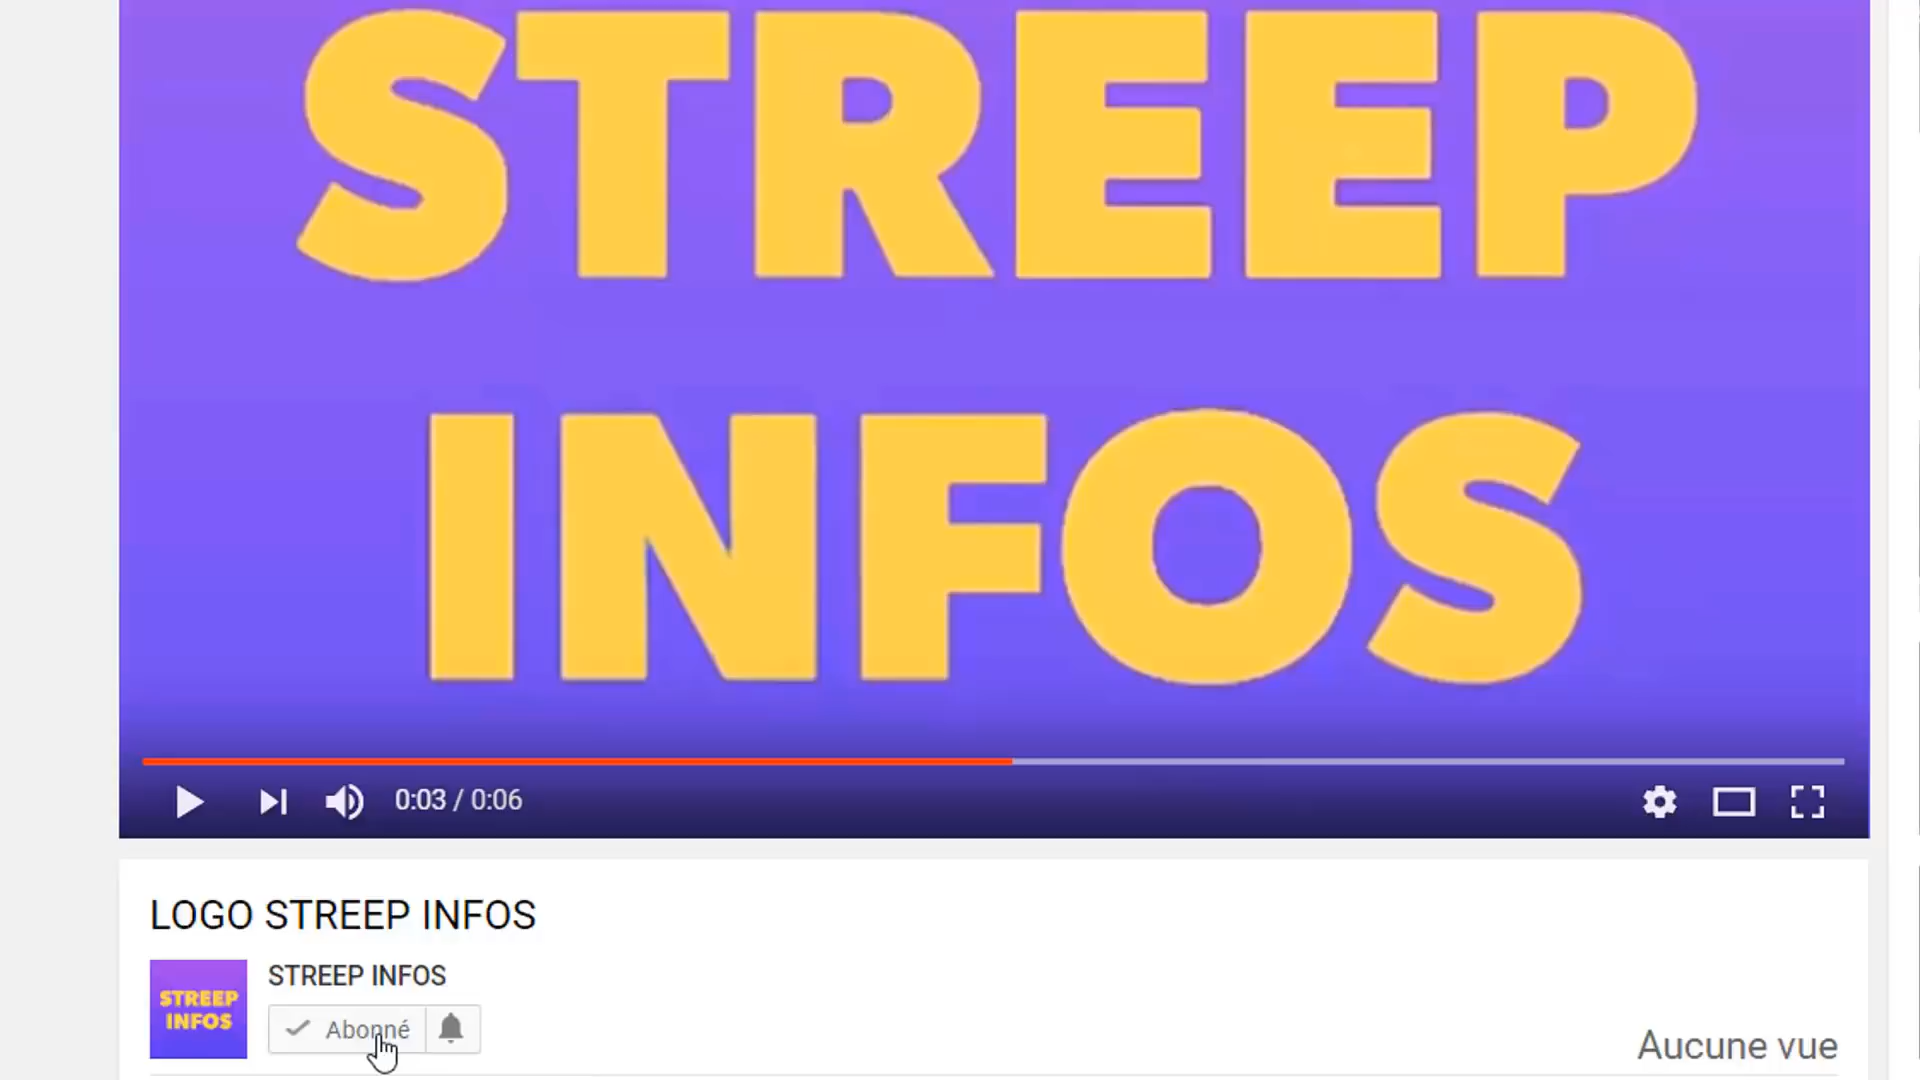 STREEP
INFOS
0:03 / 0:06
LOGO STREEP INFOS
STREEP INFOS
STREEP
INFOS
Abonné
Aucune vue